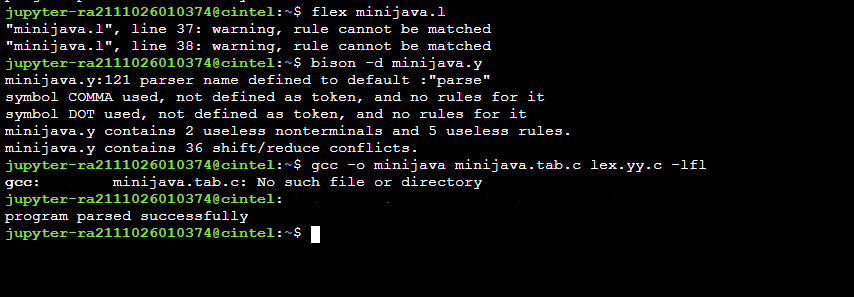 jupyter-ra2111026010374@cintel:~$ flex minijava.l
"minijava.l", line 37: warning, rule cannot be matched
"minijava.l", line 38: warning, rule cannot be matched
jupyter-ra2111026010374@cintel:~$ bison -d minijava.y
minijava.y:121 parser name defined to default :"parse"
symbol COMMA used, not defined as token, and no rules for it
symbol DOT used, not defined as token, and no rules for it
minijava.y contains 2 useless nonterminals and 5 useless rules.
minijava.y contains 36 shift/reduce conflicts.
jupyter-ra2111026010374@cintel:~$ gcc -o minijava minijava.tab.c lex.yy.c -lfl
gcc:       minijava.tab.c: No such file or directory
jupyter-ra2111026010374@cintel:
program parsed successfully
jupyter-ra2111026010374@cintel:~$